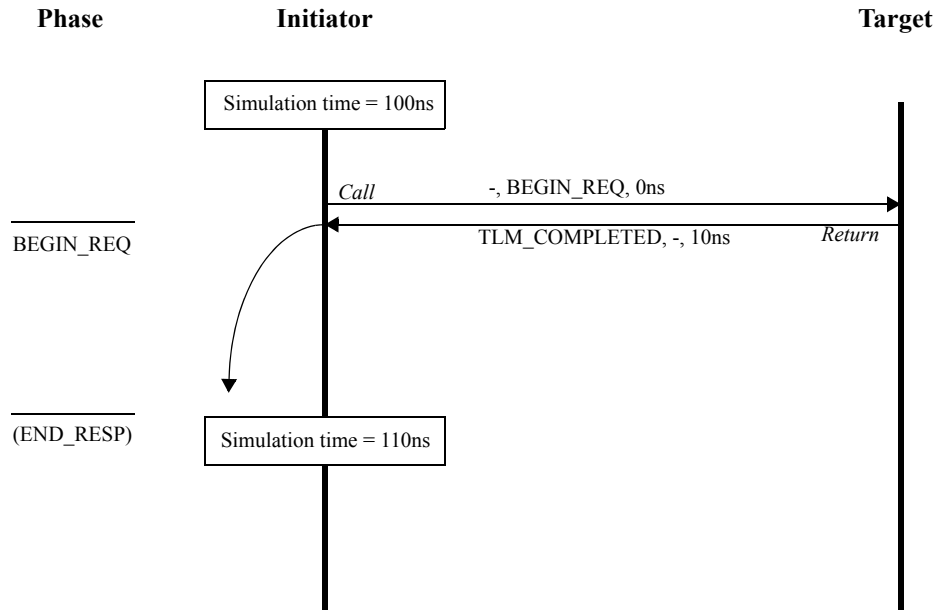 Phase Initiator Target
Simulation time = 100ns
Call -, BEGIN_REQ, 0ns
BEGIN_REQ TLM_COMPLETED, -, 10ns Return
(END_RESP) Simulation time = 110ns